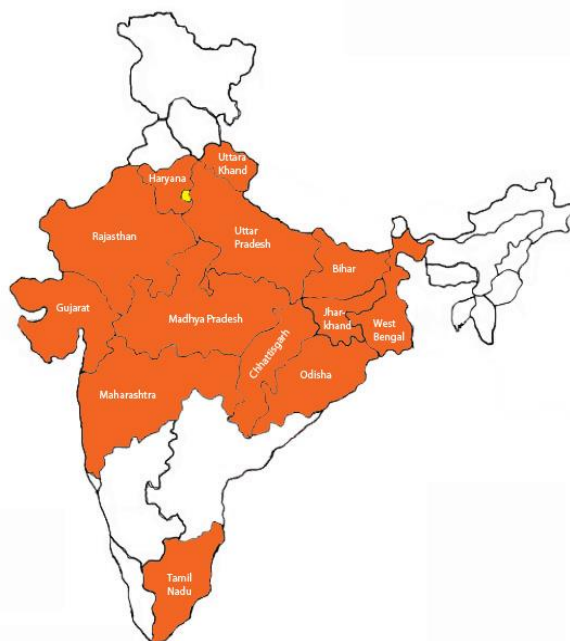 Uttara
Khand
Haryana
Rajasthan
Uttar
Pradesh
Bihar
Gujarat
Madhya Pradesh
Jhar-
khand
West
Bengal
Chhattisgarh
Odisha
Maharashtra
Tamil
Nadu